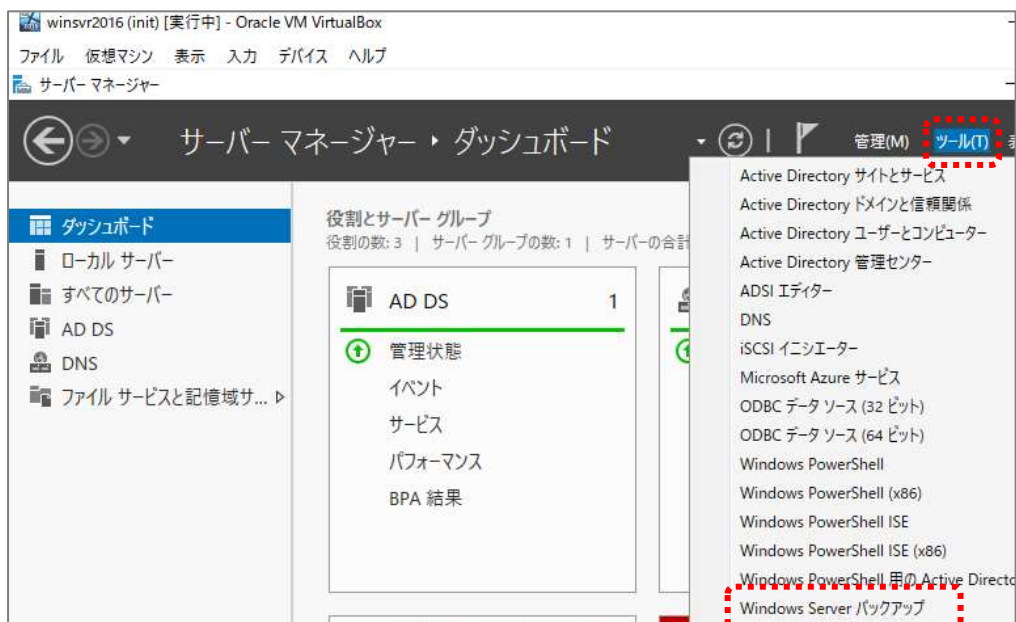 winsvr2016 (init) [実行中] - Oracle VM VirtualBox
ファイル 仮想マシン 表示 入力 デバイス ヘルプ
サーバー マネージャー
サーバー マネージャー ・ ダッシュボード
管理(M) ツール(T)
ダッシュボード
ローカル サーバー
すべてのサーバー
AD DS
DNS
ファイル サービスと記憶域サ...
役割とサーバー グループ
役割の数: 3 | サーバー グループの数: 1 | サーバーの合計
AD DS 1
管理状態
イベント
サービス
パフォーマンス
BPA 結果
Active Directory サイトとサービス
Active Directory ドメインと信頼関係
Active Directory ユーザーとコンピューター
Active Directory 管理センター
ADSI エディター
DNS
iSCSI イニシエーター
Microsoft Azure サービス
ODBC データ ソース (32 ビット)
ODBC データ ソース (64 ビット)
Windows PowerShell
Windows PowerShell (x86)
Windows PowerShell ISE
Windows PowerShell ISE (x86)
Windows PowerShell 用の Active Directo
Windows Server バックアップ